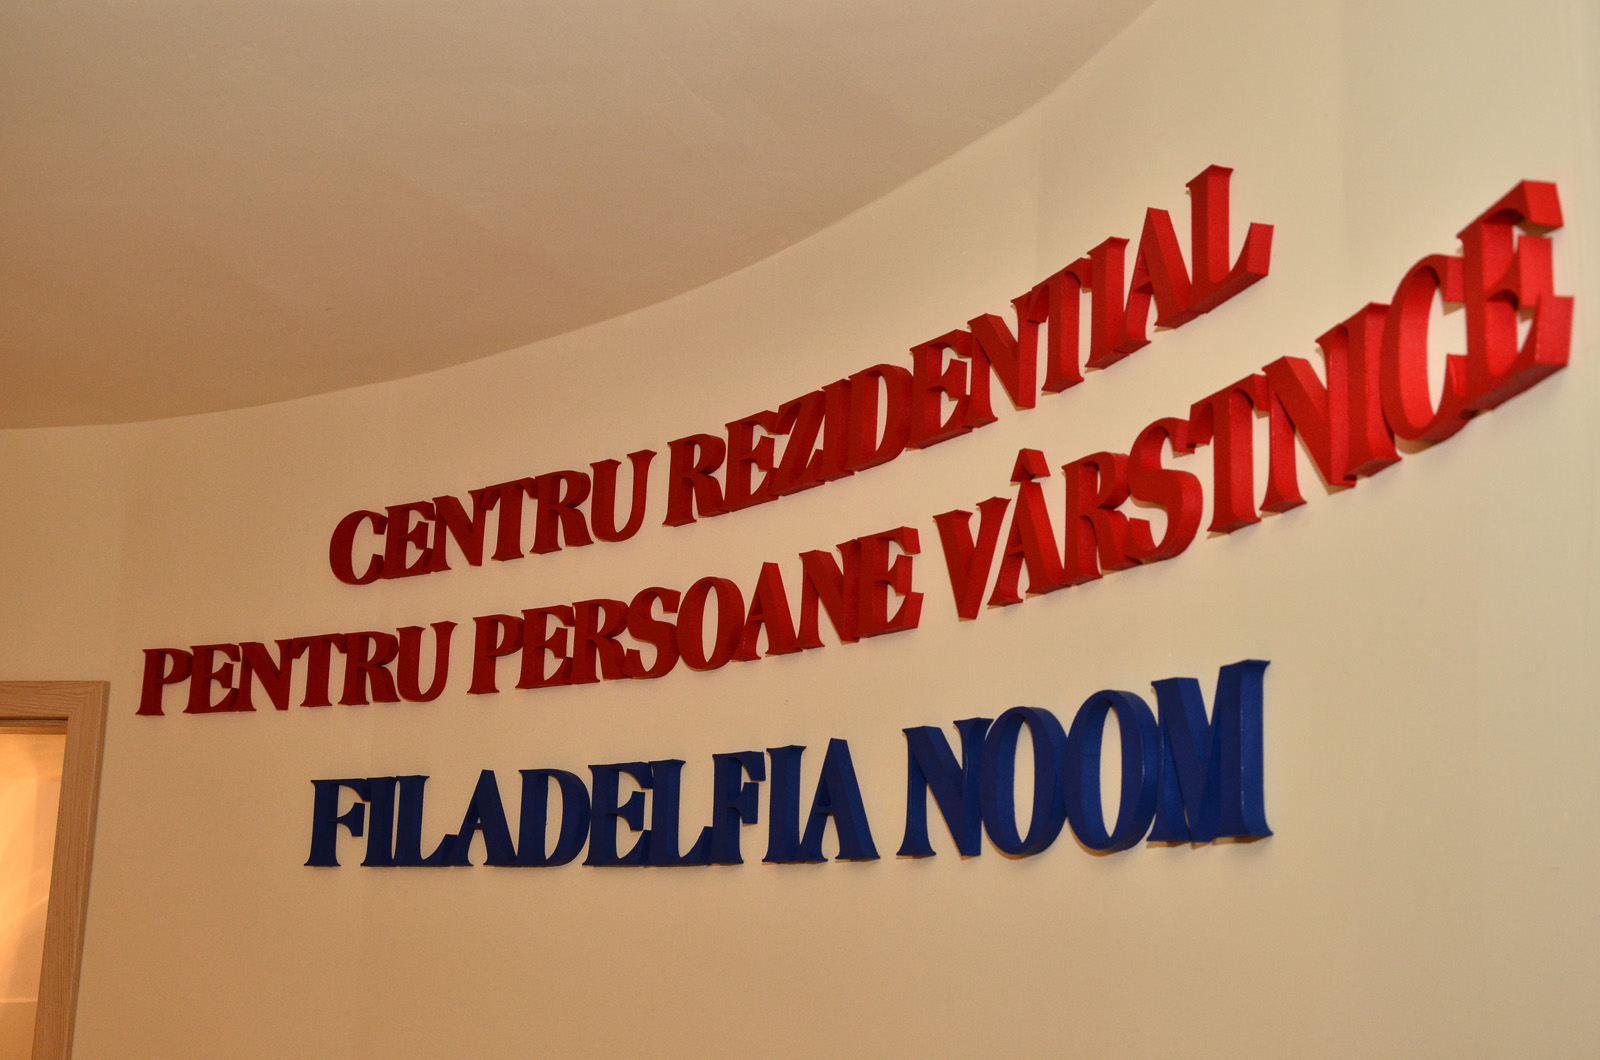 CENTRU REZIDENTIAL
PENTRU PERSOANE VÂRSTNICE
FILADELFIA NOOM